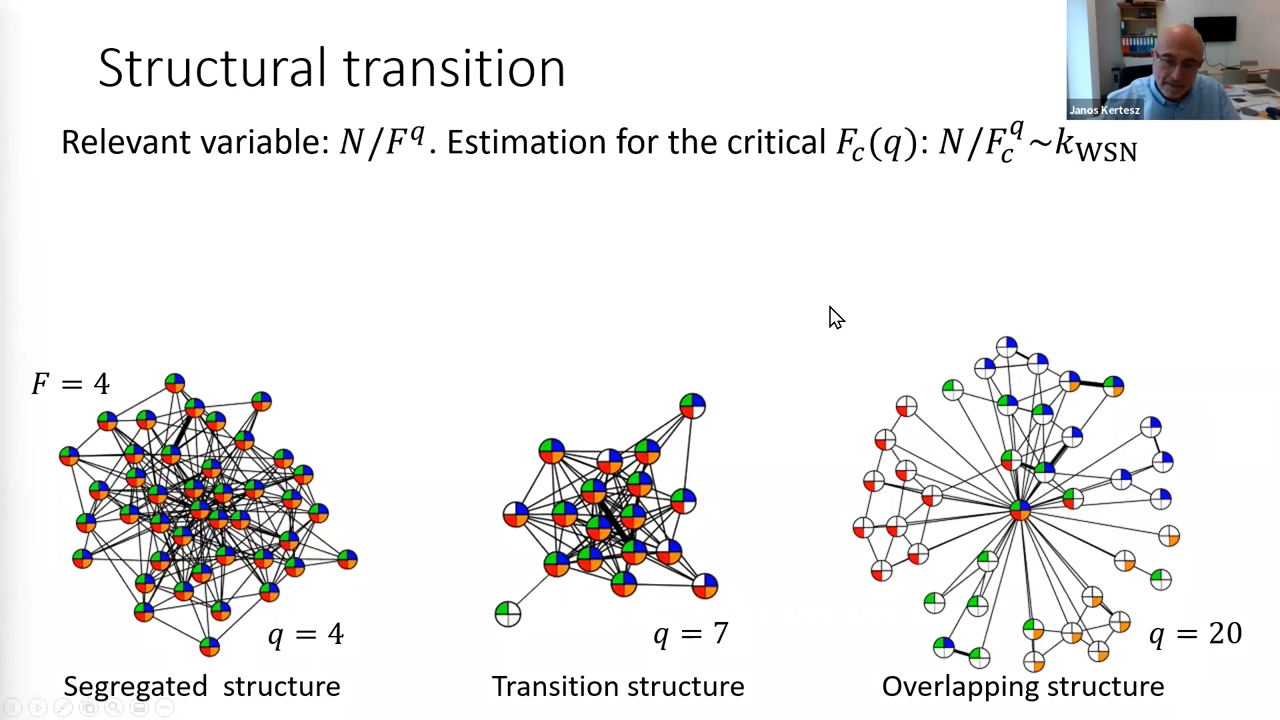 Structural transition
Janos Kertesz
Relevant variable: N/F^q. Estimation for the critical F_c(q): N/F_c^q~k_WSN
F = 4
q = 4
q = 7
q = 20
Segregated structure
Transition structure
Overlapping structure